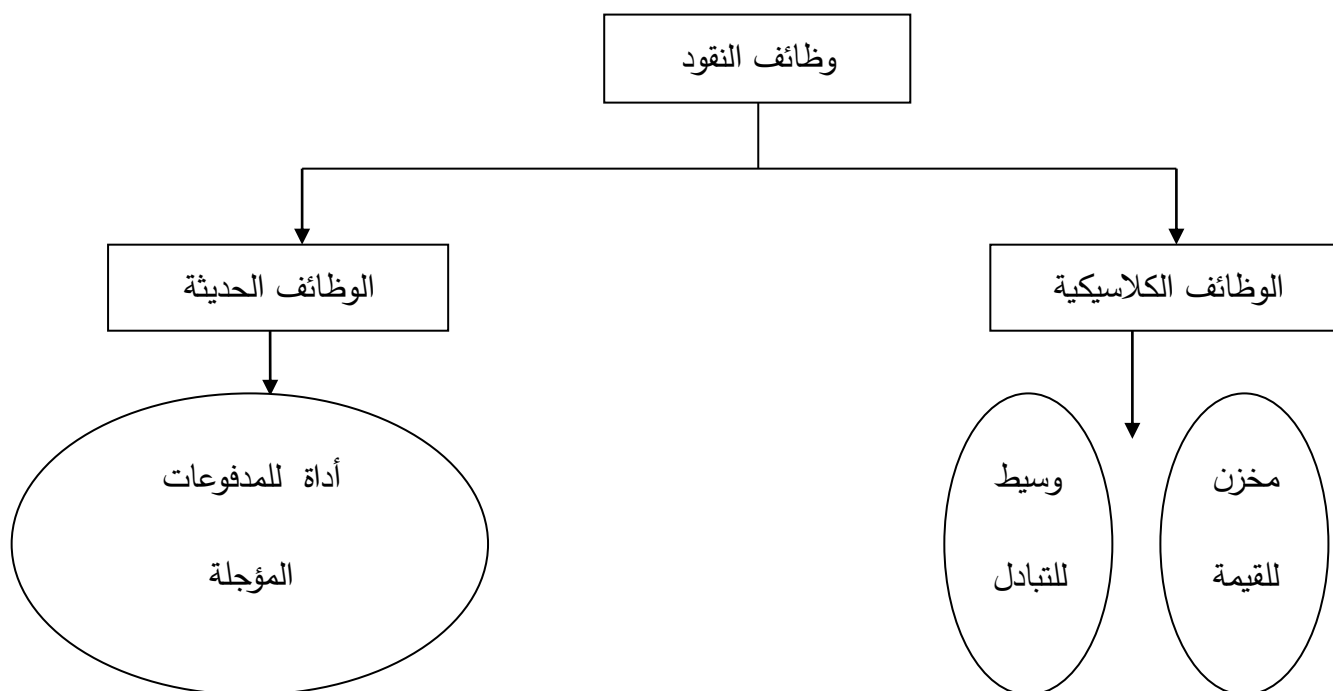 وظائف النقود
الوظائف الكلاسيكية
الوظائف الحديثة
مخزن
للقيمة
وسيط
للتبادل
أداة للمدفوعات
المؤجلة